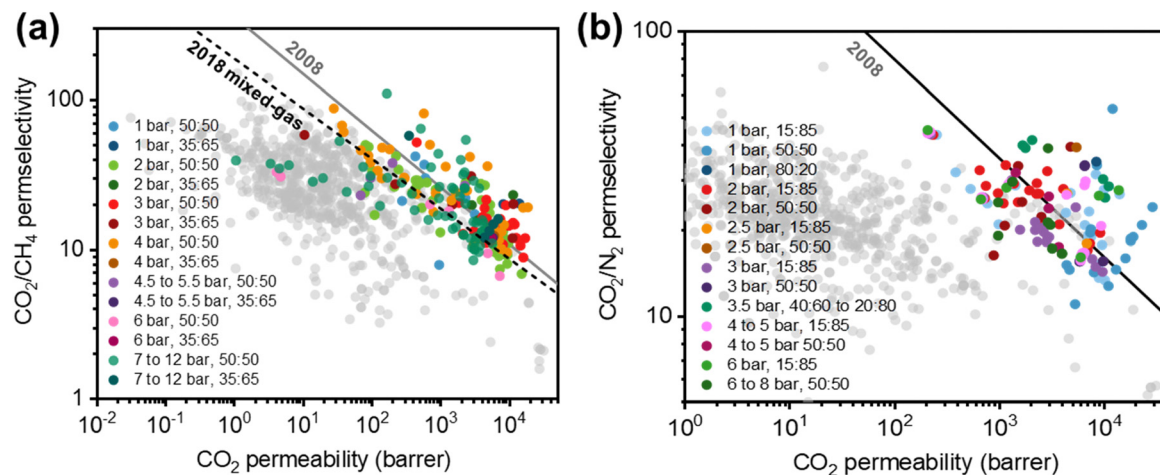 (a)
CO2/CH4 permselectivity
100
10
1
2008
2018 mixed-gas
1 bar, 50:50
1 bar, 35:65
2 bar, 50:50
2 bar, 35:65
3 bar, 50:50
3 bar, 35:65
4 bar, 50:50
4 bar, 35:65
4.5 to 5.5 bar, 50:50
4.5 to 5.5 bar, 35:65
6 bar, 50:50
6 bar, 35:65
7 to 12 bar, 50:50
7 to 12 bar, 35:65
10-2 10-1 100 101 102 103 104
CO2 permeability (barrer)
(b)
CO2/N2 permselectivity
100
10
2008
1 bar, 15:85
1 bar, 50:50
1 bar, 80:20
2 bar, 15:85
2 bar, 50:50
2.5 bar, 15:85
2.5 bar, 50:50
3 bar, 15:85
3 bar, 50:50
3.5 bar, 40:60 to 20:80
4 to 5 bar, 15:85
4 to 5 bar 50:50
6 bar, 15:85
6 to 8 bar, 50:50
100 101 102 103 104
CO2 permeability (barrer)